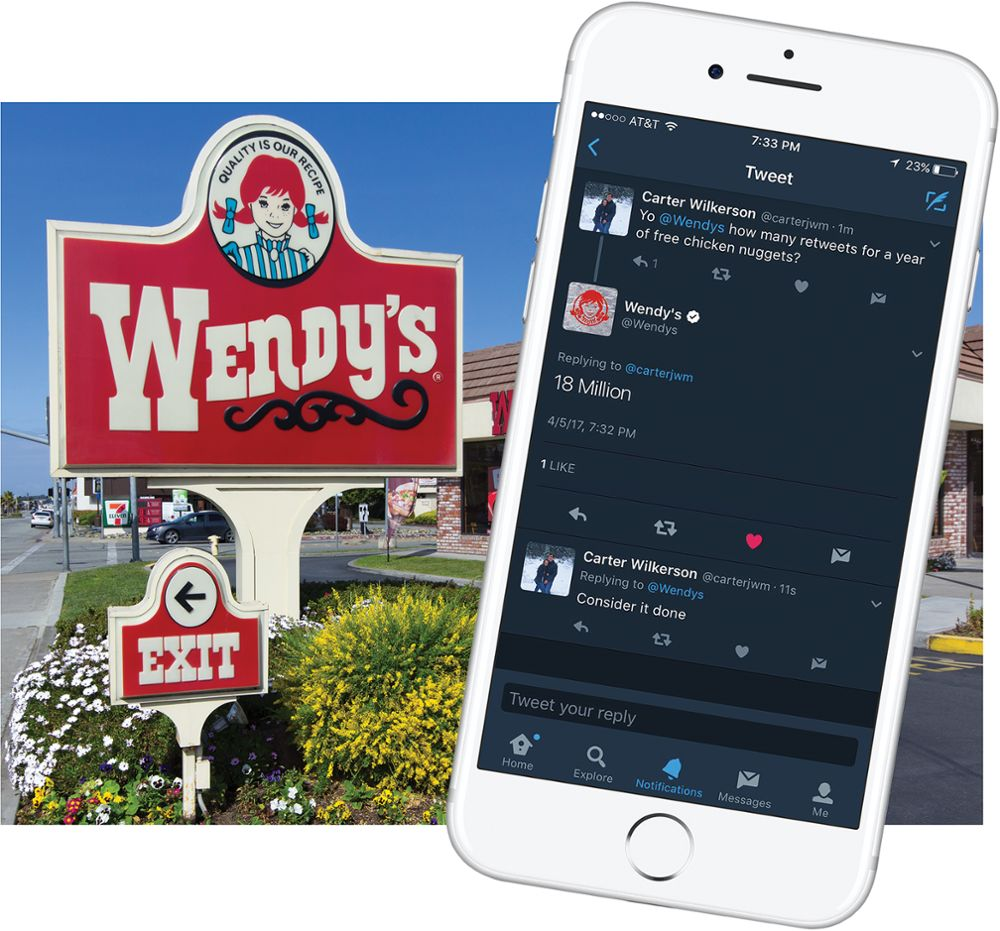 QUALITY IS OUR RECIPE
WENDY'S
®
EXIT
7
ELEVEN
W
AT&T
7:33 PM
23%
Tweet
Carter Wilkerson @carterjwm · 1m
Yo @Wendys how many retweets for a year
of free chicken nuggets?
1
Wendy's
@Wendys
Replying to @carterjwm
18 Million
4/5/17, 7:32 PM
1 LIKE
Carter Wilkerson @carterjwm · 11s
Replying to @Wendys
Consider it done
Tweet your reply
Home
Explore
Notifications
Messages
Me